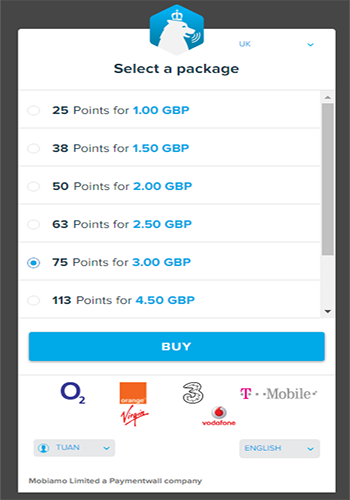 UK
Select a package
25 Points for 1.00 GBP
38 Points for 1.50 GBP
50 Points for 2.00 GBP
63 Points for 2.50 GBP
75 Points for 3.00 GBP
113 Points for 4.50 GBP
BUY
O2 orange 3 T··Mobile·
Virgin vodafone
TUAN ENGLISH
Mobiamo Limited a Paymentwall company